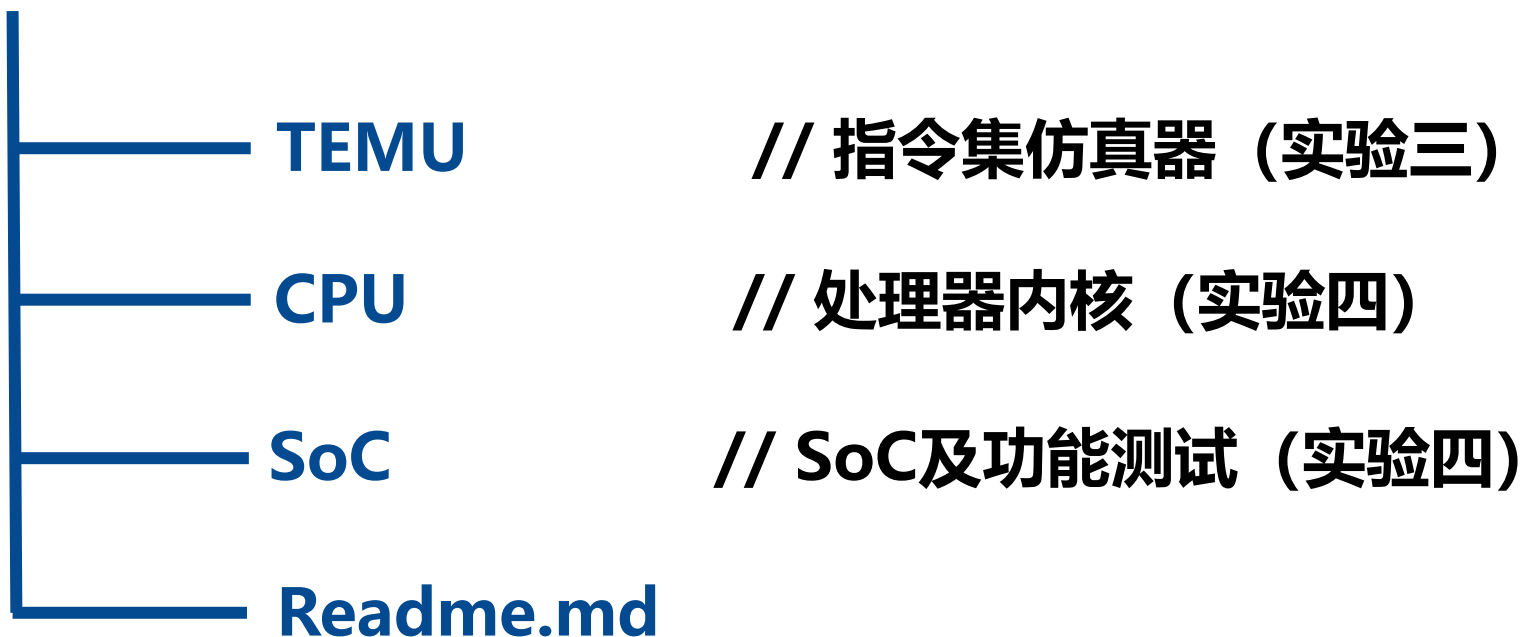 TEMU // 指令集仿真器（实验三）
CPU // 处理器内核（实验四）
SoC // SoC及功能测试（实验四）
Readme.md